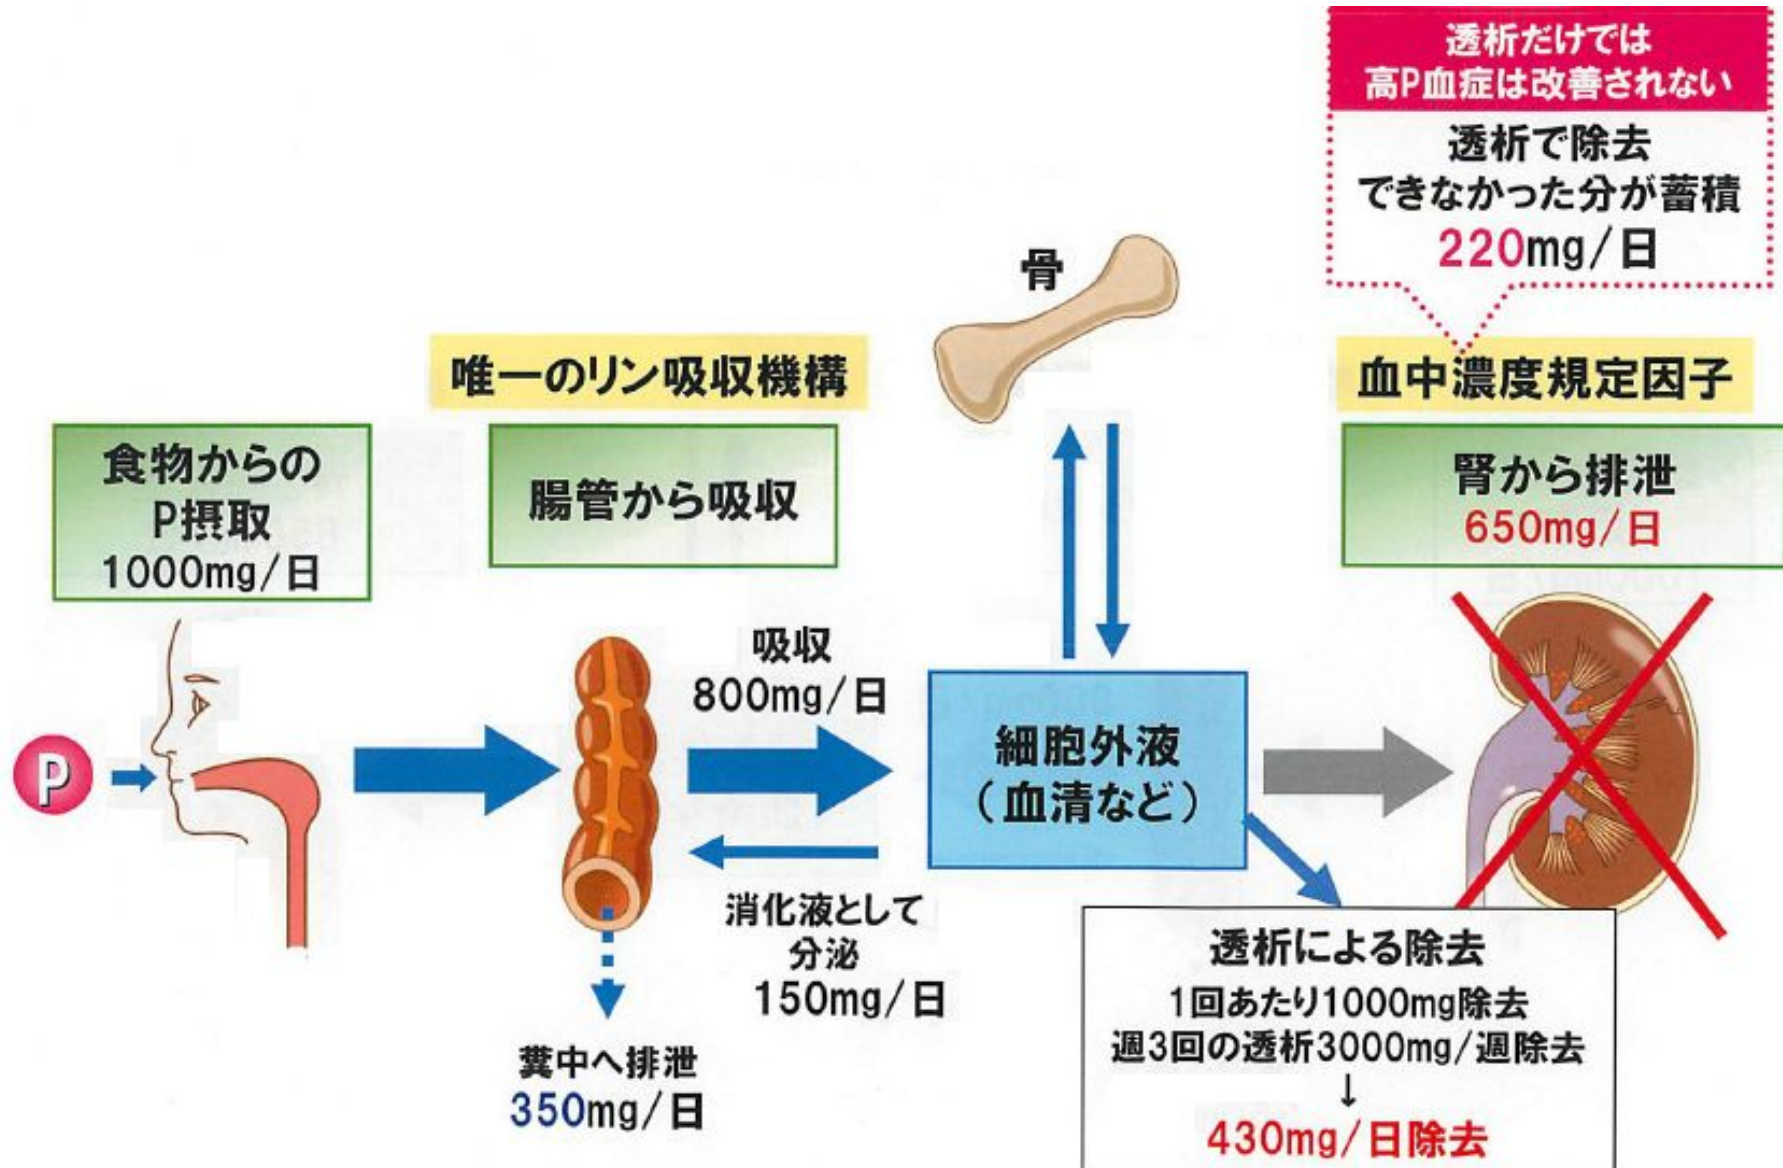 透析だけでは
高P血症は改善されない
透析で除去
できなかった分が蓄積
220mg/日
骨
唯一のリン吸収機構
血中濃度規定因子
食物からの
P摂取
1000mg/日
腸管から吸収
腎から排泄
650mg/日
吸収
800mg/日
P
細胞外液
(血清など)
消化液として
分泌
150mg/日
糞中へ排泄
350mg/日
透析による除去
1回あたり1000mg除去
週3回の透析3000mg/週除去
↓
430mg/日除去